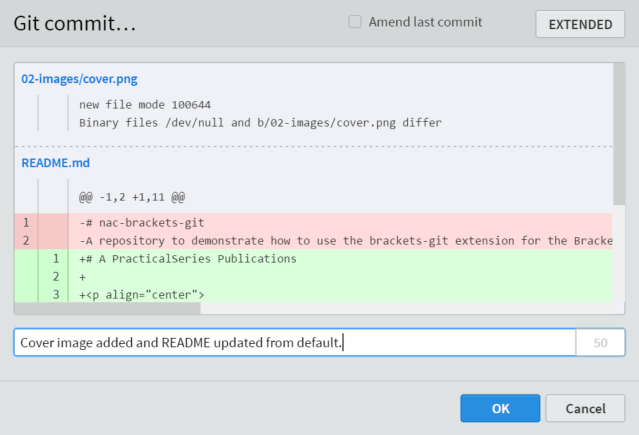 Git commit...
Amend last commit
EXTENDED
02-images/cover.png
new file mode 100644
Binary files /dev/null and b/02-images/cover.png differ
README.md
@@ -1,2 +1,11 @@
1 -# nac-brackets-git
2 -A repository to demonstrate how to use the brackets-git extension for the Bracke
1 +# A PracticalSeries Publications
2 +
3 +<p align="center">
Cover image added and README updated from default.
50
OK
Cancel